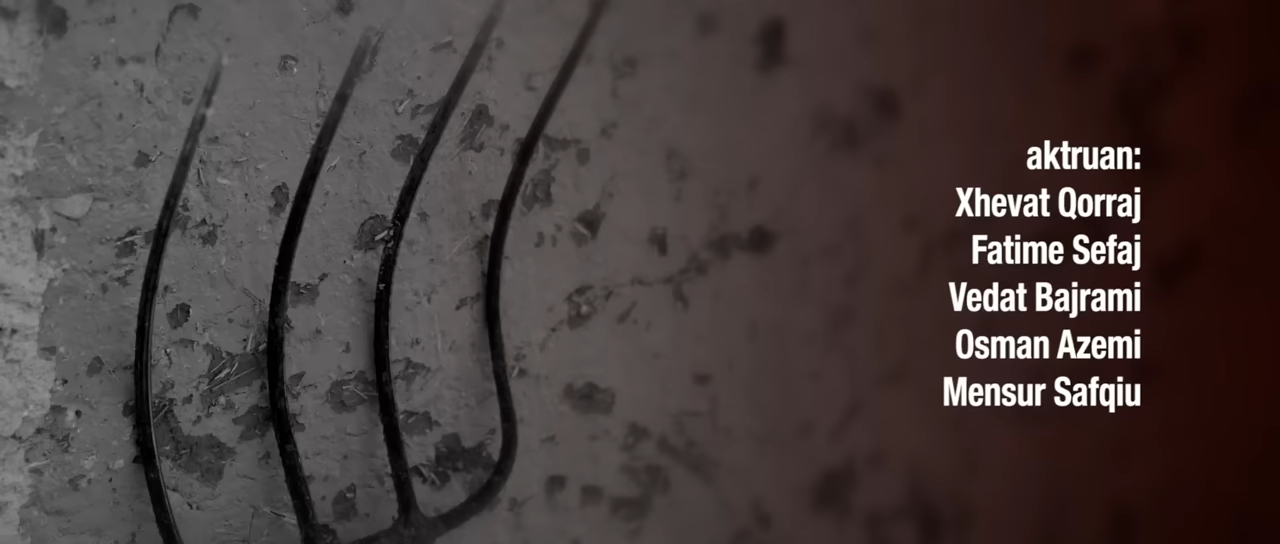 aktruan:
Xhevat Qorraj
Fatime Sefaj
Vedat Bajrami
Osman Azemi
Mensur Safqiu